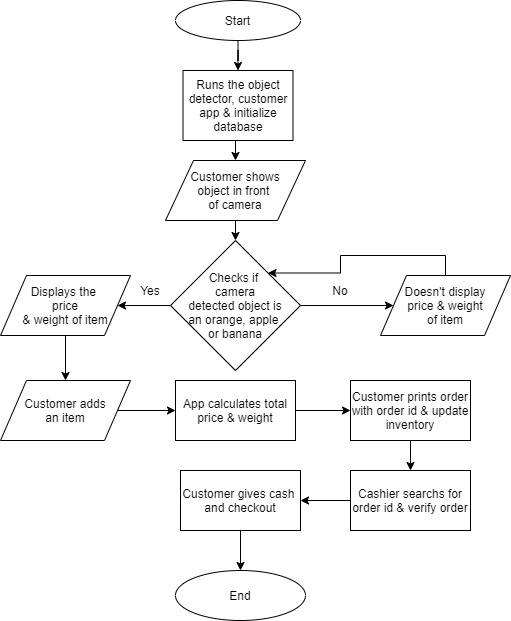 Start
Runs the object
detector, customer
app & initialize
database
Customer shows
object in front
of camera
Checks if
camera
detected object is
an orange, apple
or banana
Yes
No
Displays the
price
& weight of item
Doesn't display
price & weight
of item
Customer adds
an item
App calculates total
price & weight
Customer prints order
with order id & update
inventory
Customer gives cash
and checkout
Cashier searchs for
order id & verify order
End